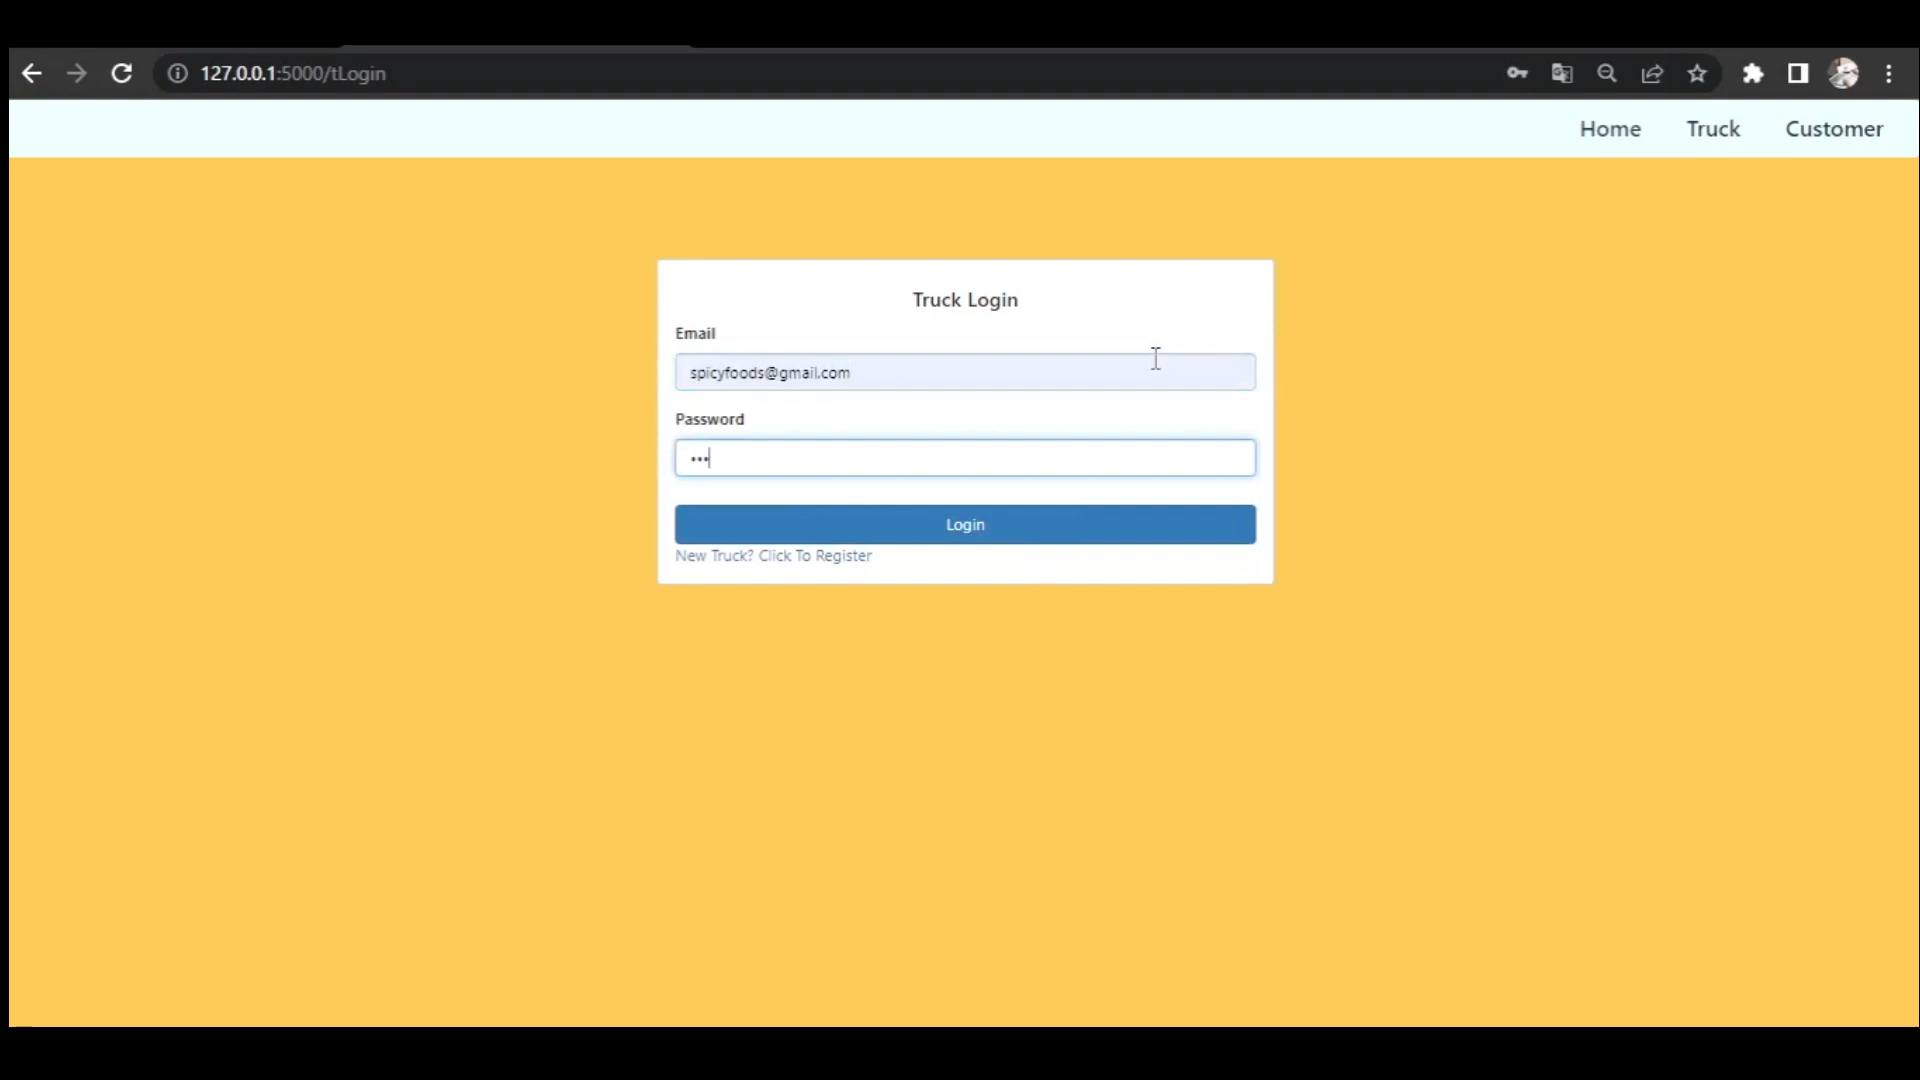 127.0.0.1:5000/tLogin
Home Truck Customer
Truck Login
Email
spicyfoods@gmail.com
Password
•••
Login
New Truck? Click To Register